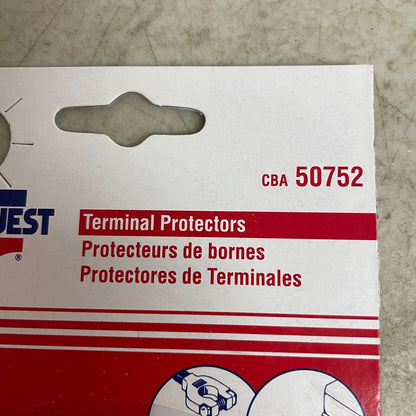 CBA 50752
UEST
®
Terminal Protectors
Protecteurs de bornes
Protectores de Terminales